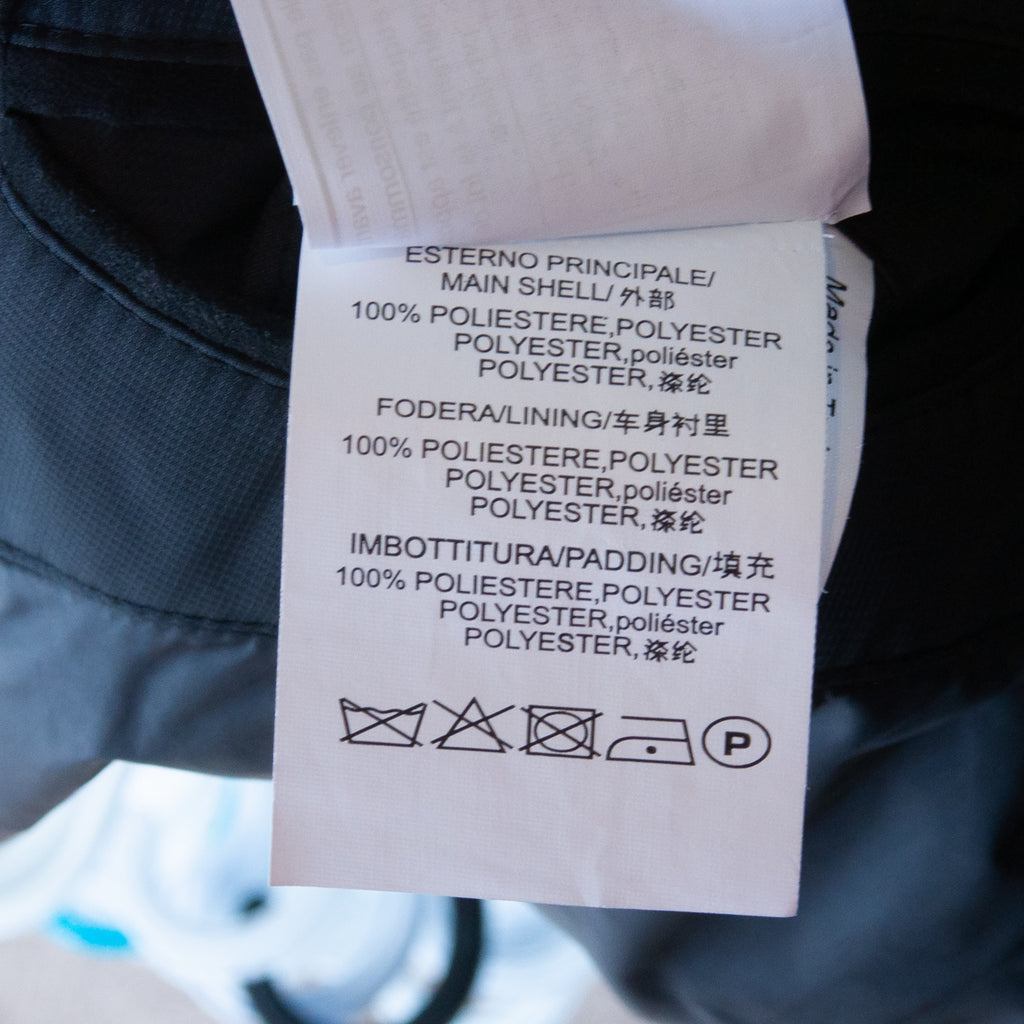 ESTERNO PRINCIPALE/
MAIN SHELL/ 外部
100% POLIESTERE,POLYESTER
POLYESTER,poliéster
POLYESTER,涤纶
FODERA/LINING/车身衬里
100% POLIESTERE,POLYESTER
POLYESTER,poliéster
POLYESTER,涤纶
IMBOTTITURA/PADDING/填充
100% POLIESTERE,POLYESTER
POLYESTER,poliéster
POLYESTER,涤纶
P
Made in